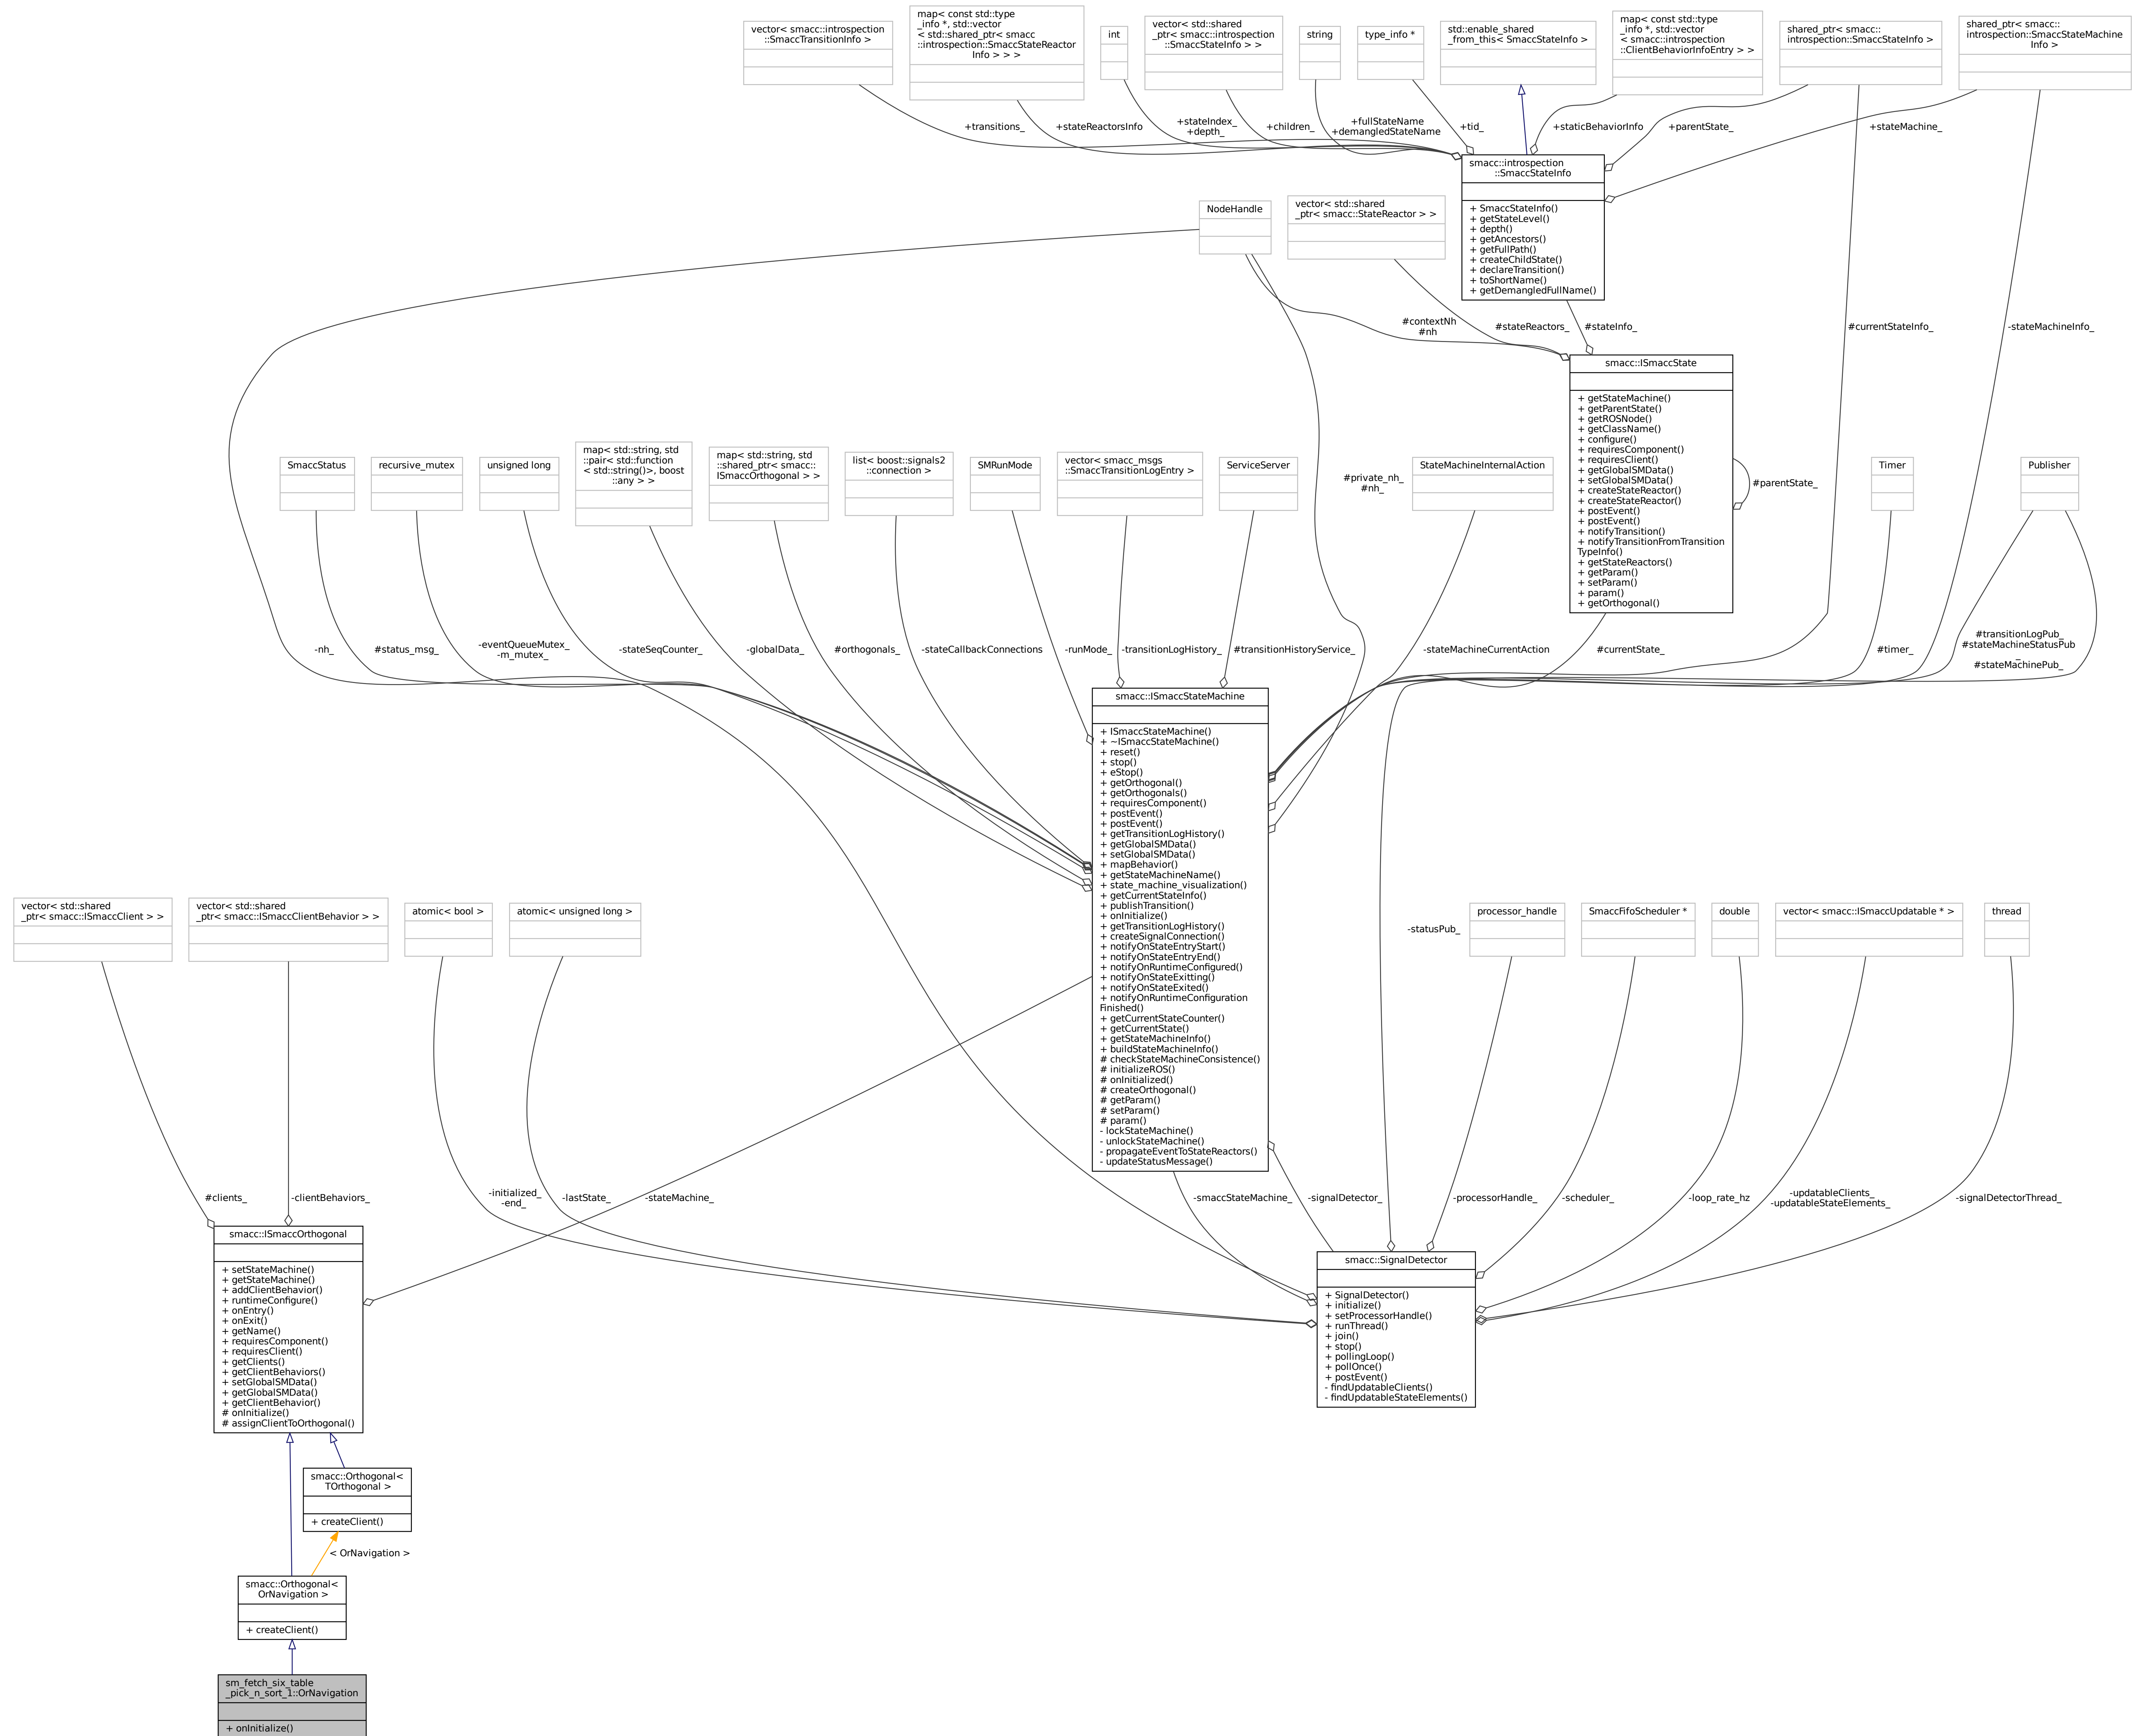 vector< smacc::introspection
::SmaccTransitionInfo >
map< const std::type
_info *, std::vector
< std::shared_ptr< smacc
::introspection::SmaccStateReactor
Info > > >
int
vector< std::shared
_ptr< smacc::introspection
::SmaccStateInfo > >
string
type_info *
std::enable_shared
_from_this< SmaccStateInfo >
map< const std::type
_info *, std::vector
< smacc::introspection
::ClientBehaviorInfoEntry > >
shared_ptr< smacc::
introspection::SmaccStateInfo >
shared_ptr< smacc::
introspection::SmaccStateMachine
Info >
+transitions_
+stateReactorsInfo
+stateIndex_
+depth_
+children_
+fullStateName
+demangledStateName
+tid_
+staticBehaviorInfo
+parentState_
+stateMachine_
smacc::introspection
::SmaccStateInfo
+ SmaccStateInfo()
+ getStateLevel()
+ depth()
+ getAncestors()
+ getFullPath()
+ createChildState()
+ declareTransition()
+ toShortName()
+ getDemangledFullName()
NodeHandle
vector< std::shared
_ptr< smacc::StateReactor > >
#contextNh
#nh
#stateReactors_
#stateInfo_
#currentStateInfo_
-stateMachineInfo_
smacc::ISmaccState
+ getStateMachine()
+ getParentState()
+ getROSNode()
+ getClassName()
+ configure()
+ requiresComponent()
+ requiresClient()
+ getGlobalSMData()
+ setGlobalSMData()
+ createStateReactor()
+ createStateReactor()
+ postEvent()
+ postEvent()
+ notifyTransition()
+ notifyTransitionFromTransition
TypeInfo()
+ getStateReactors()
+ getParam()
+ setParam()
+ param()
+ getOrthogonal()
#parentState_
SmaccStatus
recursive_mutex
unsigned long
map< std::string, std
::pair< std::function
< std::string()>, boost
::any > >
map< std::string, std
::shared_ptr< smacc::
ISmaccOrthogonal > >
list< boost::signals2
::connection >
SMRunMode
vector< smacc_msgs
::SmaccTransitionLogEntry >
ServiceServer
#private_nh_
#nh_
StateMachineInternalAction
Timer
Publisher
-nh_
#status_msg_
-eventQueueMutex_
-m_mutex_
-stateSeqCounter_
-globalData_
#orthogonals_
-stateCallbackConnections
-runMode_
-transitionLogHistory_
#transitionHistoryService_
-stateMachineCurrentAction
#currentState_
#timer_
#transitionLogPub_
#stateMachineStatusPub
_
#stateMachinePub_
smacc::ISmaccStateMachine
+ ISmaccStateMachine()
+ ~ISmaccStateMachine()
+ reset()
+ stop()
+ eStop()
+ getOrthogonal()
+ getOrthogonals()
+ requiresComponent()
+ postEvent()
+ postEvent()
+ getTransitionLogHistory()
+ getGlobalSMData()
+ setGlobalSMData()
+ mapBehavior()
+ getStateMachineName()
+ state_machine_visualization()
+ getCurrentStateInfo()
+ publishTransition()
+ onInitialize()
+ getTransitionLogHistory()
+ createSignalConnection()
+ notifyOnStateEntryStart()
+ notifyOnStateEntryEnd()
+ notifyOnRuntimeConfigured()
+ notifyOnStateExitting()
+ notifyOnStateExited()
+ notifyOnRuntimeConfiguration
Finished()
+ getCurrentStateCounter()
+ getCurrentState()
+ getStateMachineInfo()
+ buildStateMachineInfo()
# checkStateMachineConsistence()
# initializeROS()
# onInitialized()
# createOrthogonal()
# getParam()
# setParam()
# param()
- lockStateMachine()
- unlockStateMachine()
- propagateEventToStateReactors()
- updateStatusMessage()
vector< std::shared
_ptr< smacc::ISmaccClient > >
vector< std::shared
_ptr< smacc::ISmaccClientBehavior > >
atomic< bool >
atomic< unsigned long >
-statusPub_
processor_handle
SmaccFifoScheduler *
double
vector< smacc::ISmaccUpdatable * >
thread
#clients_
-clientBehaviors_
-initialized_
-end_
-lastState_
-stateMachine_
-smaccStateMachine_
-signalDetector_
-processorHandle_
-scheduler_
-loop_rate_hz
-updatableClients_
-updatableStateElements_
-signalDetectorThread_
smacc::ISmaccOrthogonal
+ setStateMachine()
+ getStateMachine()
+ addClientBehavior()
+ runtimeConfigure()
+ onEntry()
+ onExit()
+ getName()
+ requiresComponent()
+ requiresClient()
+ getClients()
+ getClientBehaviors()
+ setGlobalSMData()
+ getGlobalSMData()
+ getClientBehavior()
# onInitialize()
# assignClientToOrthogonal()
smacc::SignalDetector
+ SignalDetector()
+ initialize()
+ setProcessorHandle()
+ runThread()
+ join()
+ stop()
+ pollingLoop()
+ pollOnce()
+ postEvent()
- findUpdatableClients()
- findUpdatableStateElements()
smacc::Orthogonal<
TOrthogonal >
+ createClient()
< OrNavigation >
smacc::Orthogonal<
OrNavigation >
+ createClient()
sm_fetch_six_table
_pick_n_sort_1::OrNavigation
+ onInitialize()